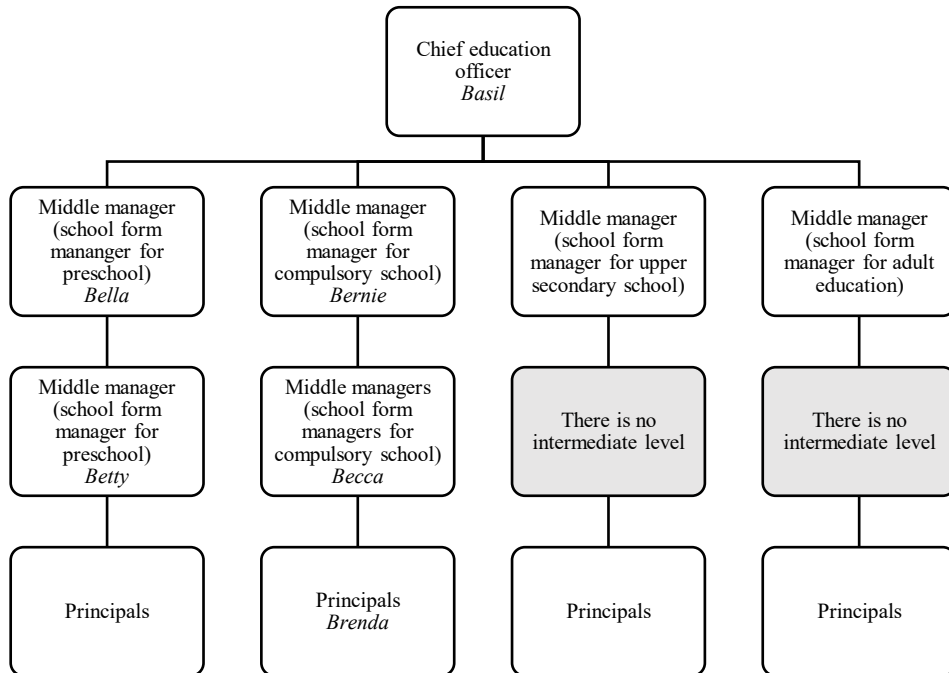 Chief education
officer
Basil
Middle manager
(school form
mananger for
preschool)
Bella
Middle manager
(school form
manager for
compulsory school)
Bernie
Middle manager
(school form
manager for upper
secondary school)
Middle manager
(school form
manager for adult
education)
Middle manager
(school form
manager for
preschool)
Betty
Middle managers
(school form
managers for
compulsory school)
Becca
There is no
intermediate level
There is no
intermediate level
Principals
Principals
Brenda
Principals
Principals